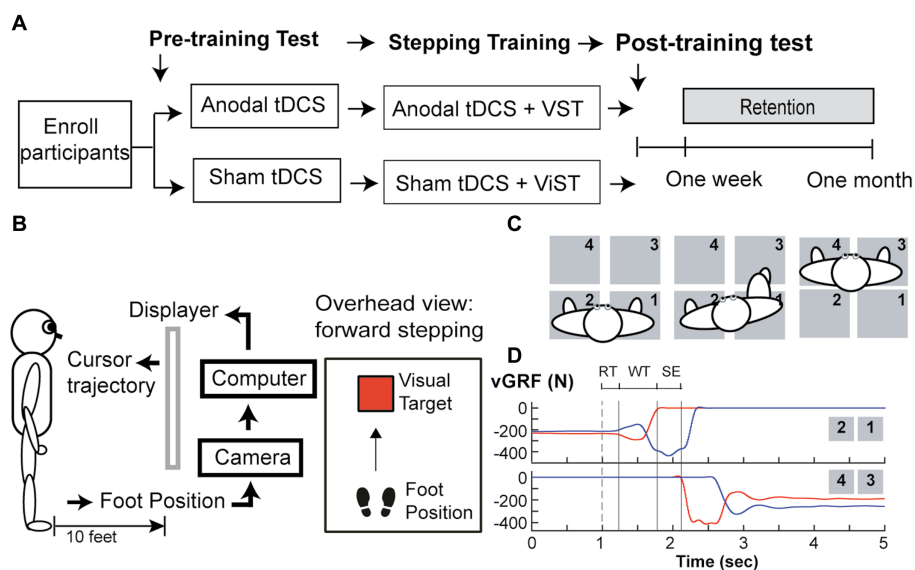 A
Pre-training Test
Stepping Training
Post-training test
Enroll
participants
Anodal tDCS
Anodal tDCS + VST
Retention
Sham tDCS
Sham tDCS + ViST
One week
One month
B
Displayer
Cursor
trajectory
Computer
Camera
Foot Position
10 feet
Overhead view:
forward stepping
Visual
Target
Foot
Position
C
4 3 4 3 4 3
2 1 2 1 2 1
D
RT WT SE
vGRF (N)
0
-200
-400
2 1
0
-200
-400
4 3
0 1 2 3 4 5
Time (sec)